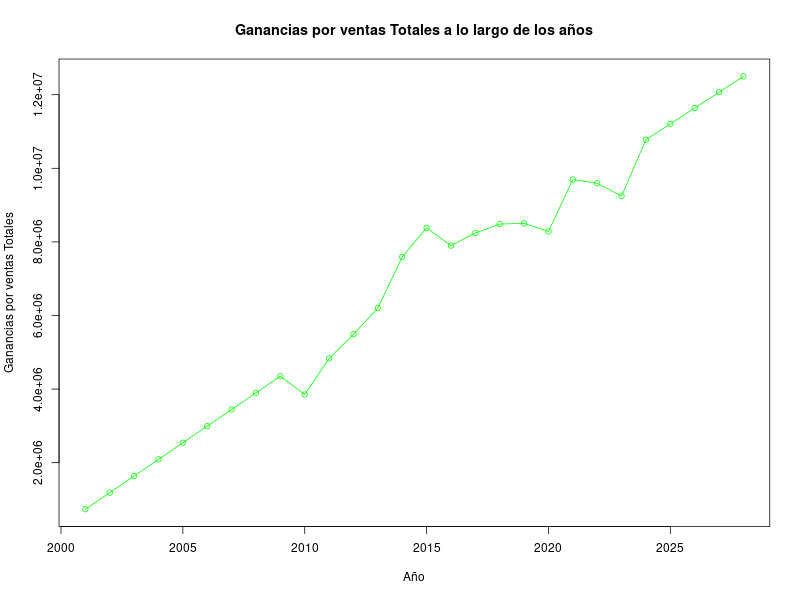 Ganancias por ventas Totales a lo largo de los años
Ganancias por ventas Totales
1.2e+07
1.0e+07
8.0e+06
6.0e+06
4.0e+06
2.0e+06
2000 2005 2010 2015 2020 2025
Año